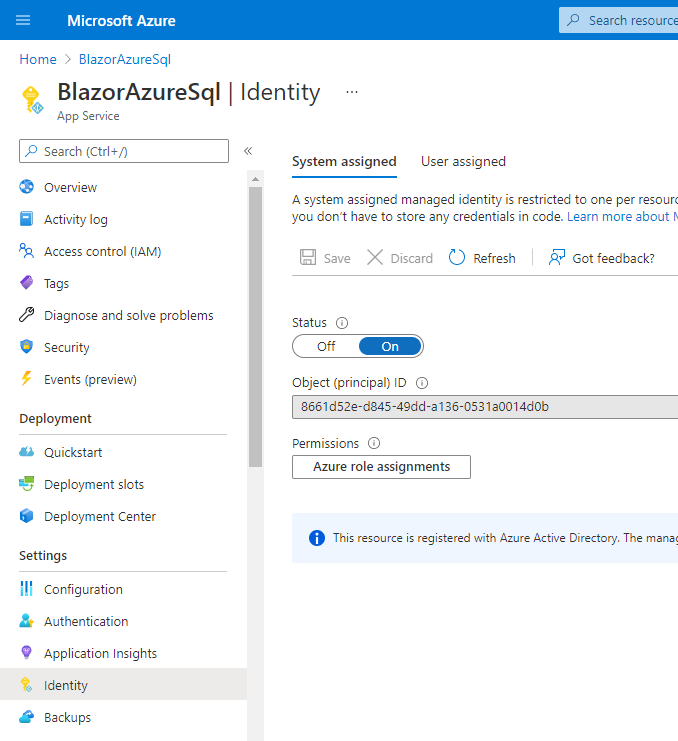 Microsoft Azure
Search resource
Home > BlazorAzureSql
BlazorAzureSql | Identity ...
App Service
Search (Ctrl+/)
«
Overview
Activity log
Access control (IAM)
Tags
Diagnose and solve problems
Security
Events (preview)
Deployment
Quickstart
Deployment slots
Deployment Center
Settings
Configuration
Authentication
Application Insights
Identity
Backups
System assigned User assigned
A system assigned managed identity is restricted to one per resourc
you don't have to store any credentials in code. Learn more about M
Save Discard Refresh Got feedback?
Status
Off On
Object (principal) ID
8661d52e-d845-49dd-a136-0531a0014d0b
Permissions
Azure role assignments
This resource is registered with Azure Active Directory. The manag